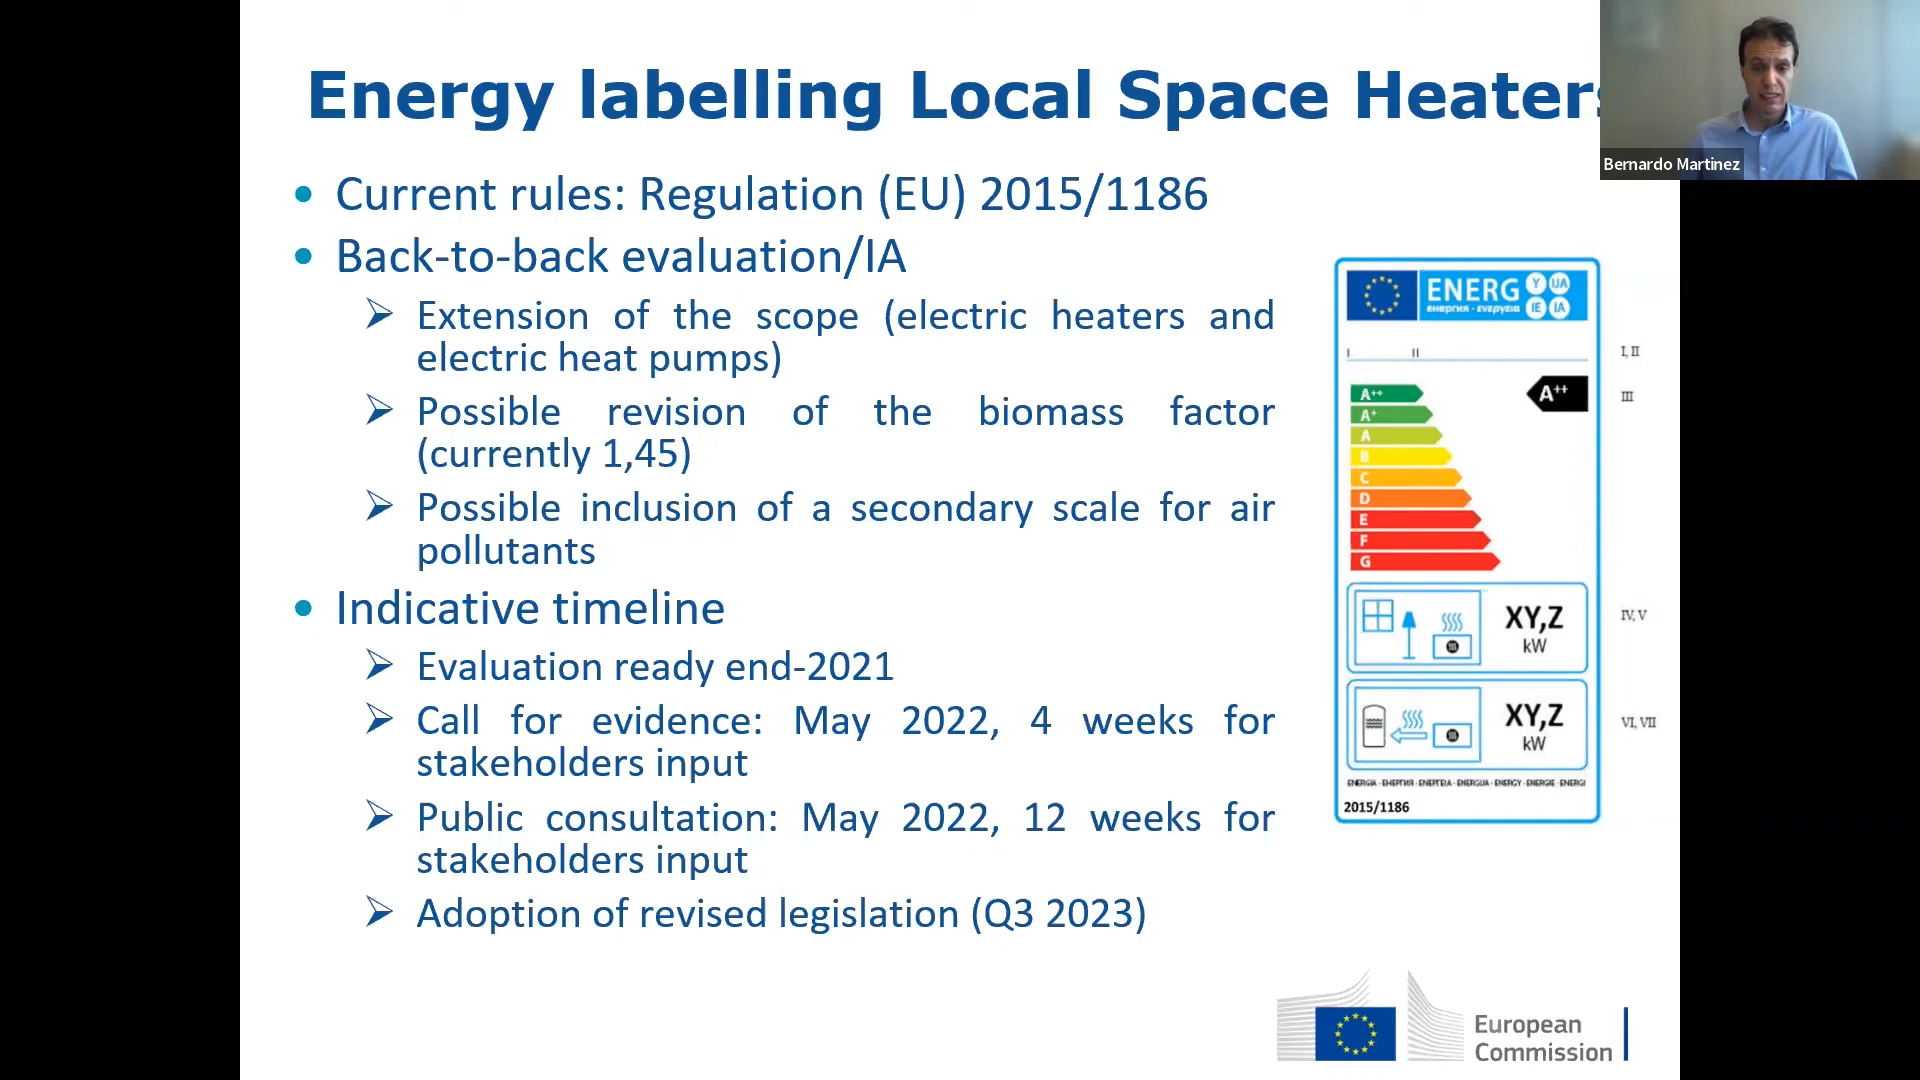 Energy labelling Local Space Heaters
Bernardo Martinez
• Current rules: Regulation (EU) 2015/1186
• Back-to-back evaluation/IA
➢ Extension of the scope (electric heaters and
electric heat pumps)
➢ Possible revision of the biomass factor
(currently 1,45)
➢ Possible inclusion of a secondary scale for air
pollutants
• Indicative timeline
➢ Evaluation ready end-2021
➢ Call for evidence: May 2022, 4 weeks for
stakeholders input
➢ Public consultation: May 2022, 12 weeks for
stakeholders input
➢ Adoption of revised legislation (Q3 2023)
ENERG Y UA
енергия · ενεργεια IE IA
I II
I, II
A++
A++
III
A+
A
B
C
D
E
F
G
XY,Z
kW
IV, V
XY,Z
kW
VI, VII
ENERGIA · ЕНЕРГИЯ · ΕΝΕΡΓΕΙΑ · ENERGIJA · ENERGY · ENERGIE · ENERGI
2015/1186
European
Commission